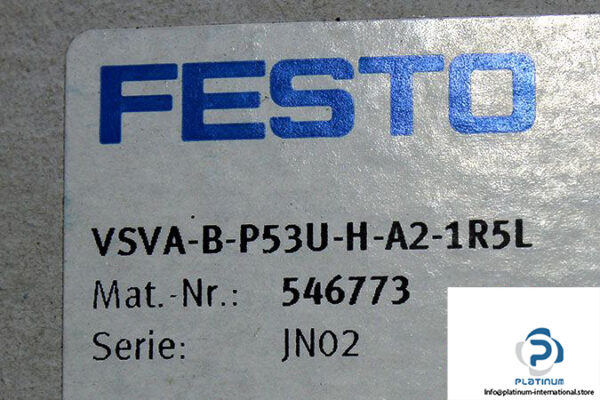 FESTO
VSVA-B-P53U-H-A2-1R5L
Mat.-Nr.: 546773
Serie: JN02
PLATINUM
Info@platinum-international.store